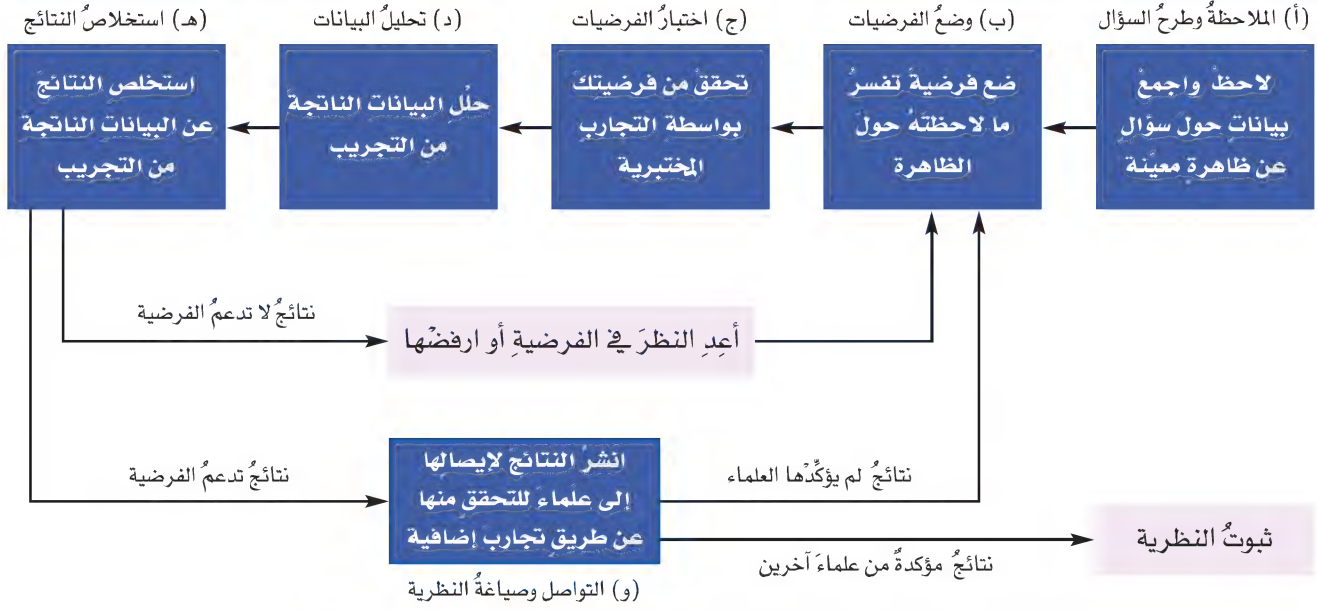 (أ) الملاحظةُ وطرحُ السؤال
لاحظْ واجمعْ
بياناتٍ حول سؤال
عن ظاهرةٍ معيّنة
(ب) وضعُ الفرضيات
ضع فرضيةً تفسرُ
ما لاحظتَهُ حولَ
الظاهرة
(ج) اختبارُ الفرضيات
تحققْ من فرضيتكَ
بواسطة التجارب
المختبرية
(د) تحليلُ البيانات
حلّل البيانات الناتجةَ
من التجريب
(هـ) استخلاصُ النتائج
استخلص النتائجَ
عن البيانات الناتجة
من التجريب
نتائجُ لا تدعمُ الفرضية
أعِدِ النظرَ في الفرضيةِ أو ارفضْها
نتائجُ تدعمُ الفرضية
انشرْ النتائجَ لإيصالها
إلى علماءَ للتحقق منها
عن طريق تجارب إضافية
(و) التواصل وصياغةُ النظرية
نتائجُ لم يؤكِّدْها العلماء
نتائجُ مؤكدةٌ من علماءَ آخرين
ثبوتُ النظرية